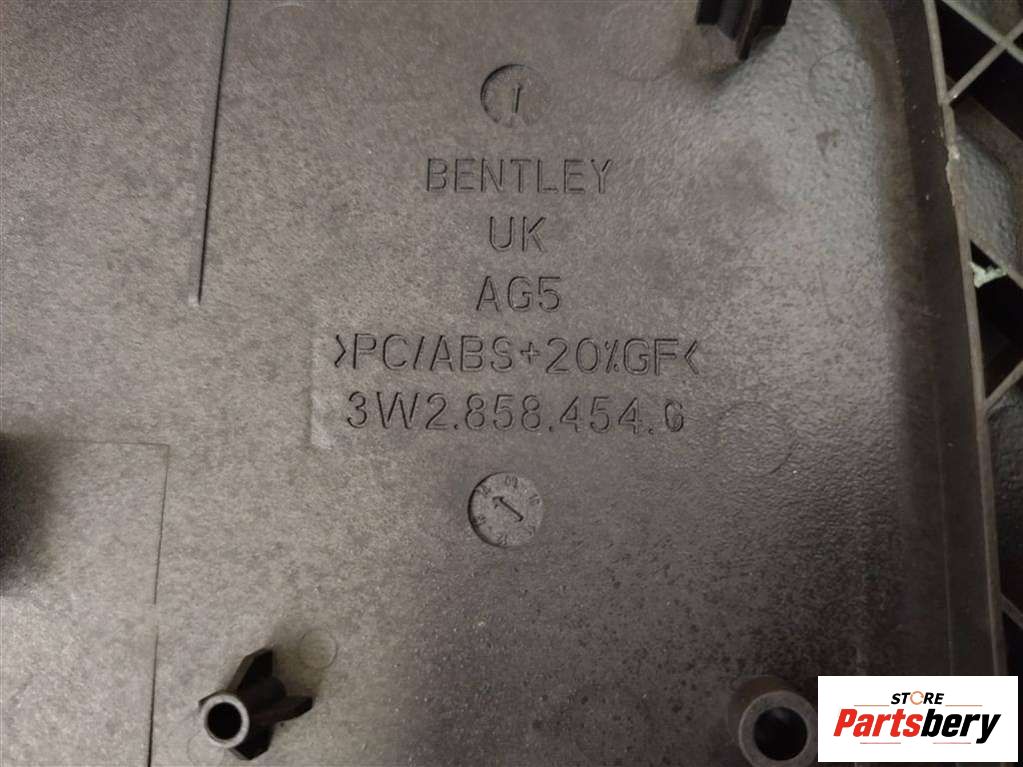 BENTLEY
UK
AG5
>PC/ABS+20%GF<
3W2.858.454.G
STORE
Partsbery